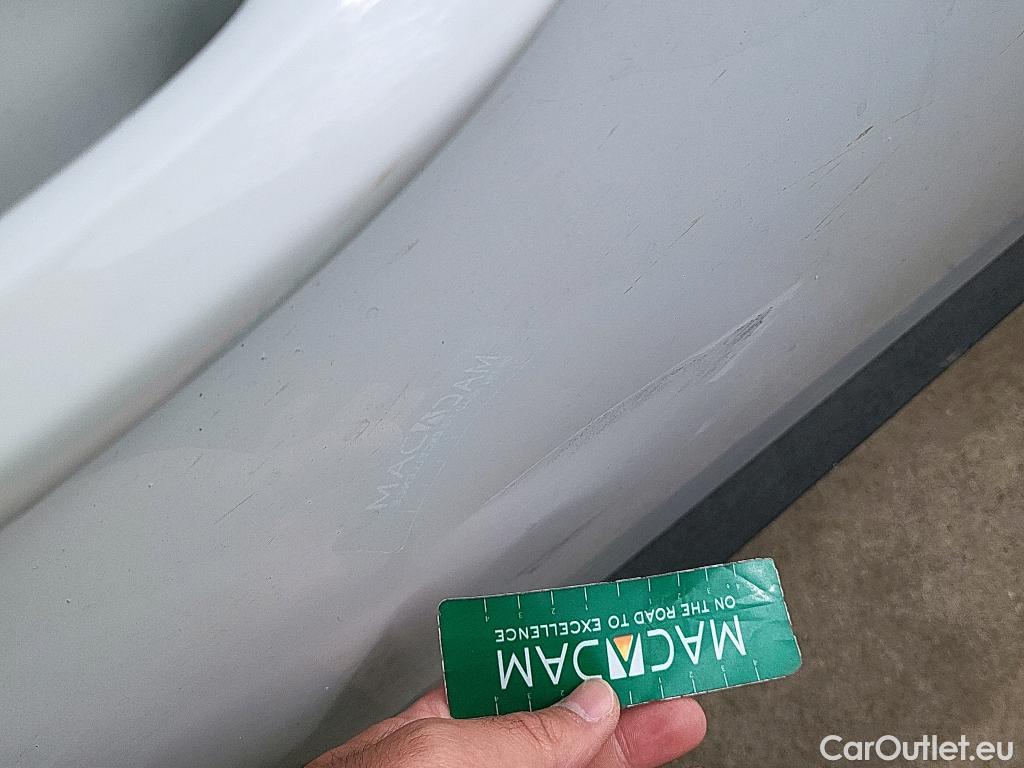 MACADAM
MACADAM
ON THE ROAD TO EXCELLENCE
CarOutlet.eu